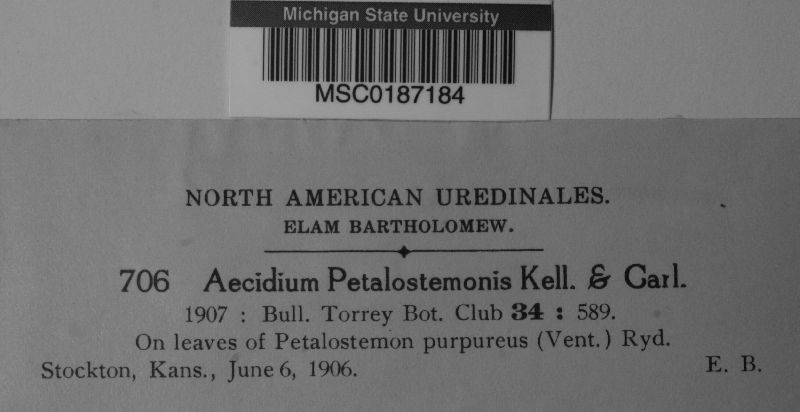 Michigan State University
MSC0187184
NORTH AMERICAN UREDINALES.
ELAM BARTHOLOMEW.
706 Aecidium Petalostemonis Kell. & Carl.
1907 : Bull. Torrey Bot. Club 34 : 589.
On leaves of Petalostemon purpureus (Vent.) Ryd.
Stockton, Kans., June 6, 1906. E. B.